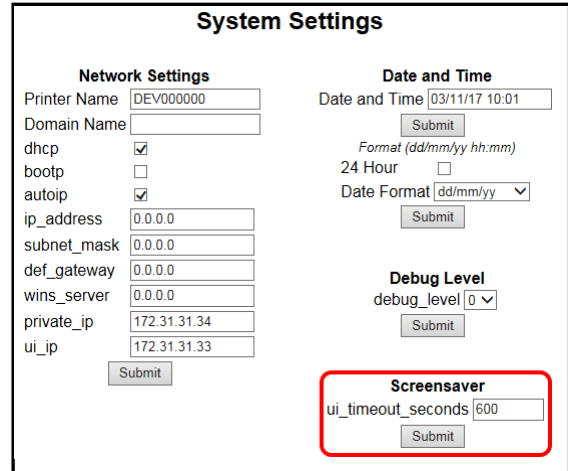 System Settings
Network Settings
Printer Name DEV000000
Domain Name
dhcp
bootp
autoip
ip_address 0.0.0.0
subnet_mask 0.0.0.0
def_gateway 0.0.0.0
wins_server 0.0.0.0
private_ip 172.31.31.34
ui_ip 172.31.31.33
Submit
Date and Time
Date and Time 03/11/17 10:01
Submit
Format (dd/mm/yy hh:mm)
24 Hour
Date Format dd/mm/yy
Submit
Debug Level
debug_level 0
Submit
Screensaver
ui_timeout_seconds 600
Submit